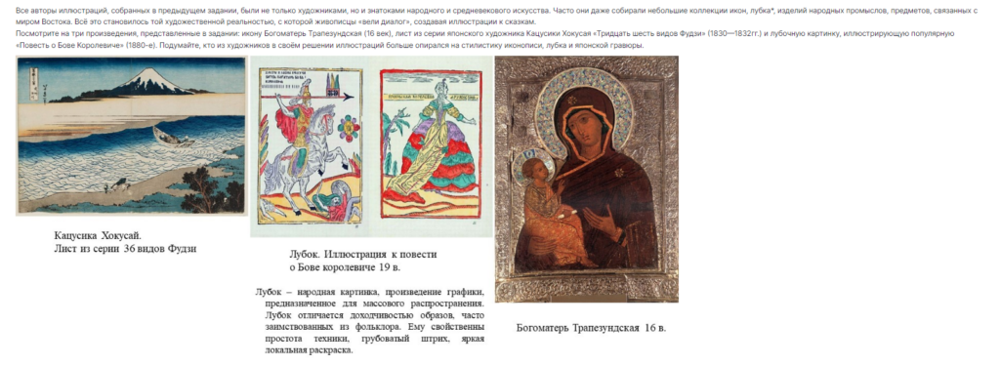 Все авторы иллюстраций, собранных в предыдущем задании, были не только художниками, но и знатоками народного и средневекового искусства. Часто они даже собирали небольшие коллекции икон, лубка*, изделий народных промыслов, предметов, связанных с
миром Востока. Всё это становилось той художественной реальностью, с которой живописцы «вели диалог», создавая иллюстрации к сказкам.
Посмотрите на три произведения, представленные в задании: икону Богоматерь Трапезундская (16 век), лист из серии японского художника Кацусики Хокусая «Тридцать шесть видов Фудзи» (1830—1832гг.) и лубочную картинку, иллюстрирующую популярную
«Повесть о Бове Королевиче» (1880-е). Подумайте, кто из художников в своём решении иллюстраций больше опирался на стилистику иконописи, лубка и японской гравюры.
Кацусика Хокусай.
Лист из серии 36 видов Фудзи
Лубок. Иллюстрация к повести
о Бове королевиче 19 в.
Лубок – народная картинка, произведение графики,
предназначенное для массового распространения.
Лубок отличается доходчивостью образов, часто
заимствованных из фольклора. Ему свойственны
простота техники, грубоватый штрих, яркая
локальная раскраска.
Богоматерь Трапезундская 16 в.